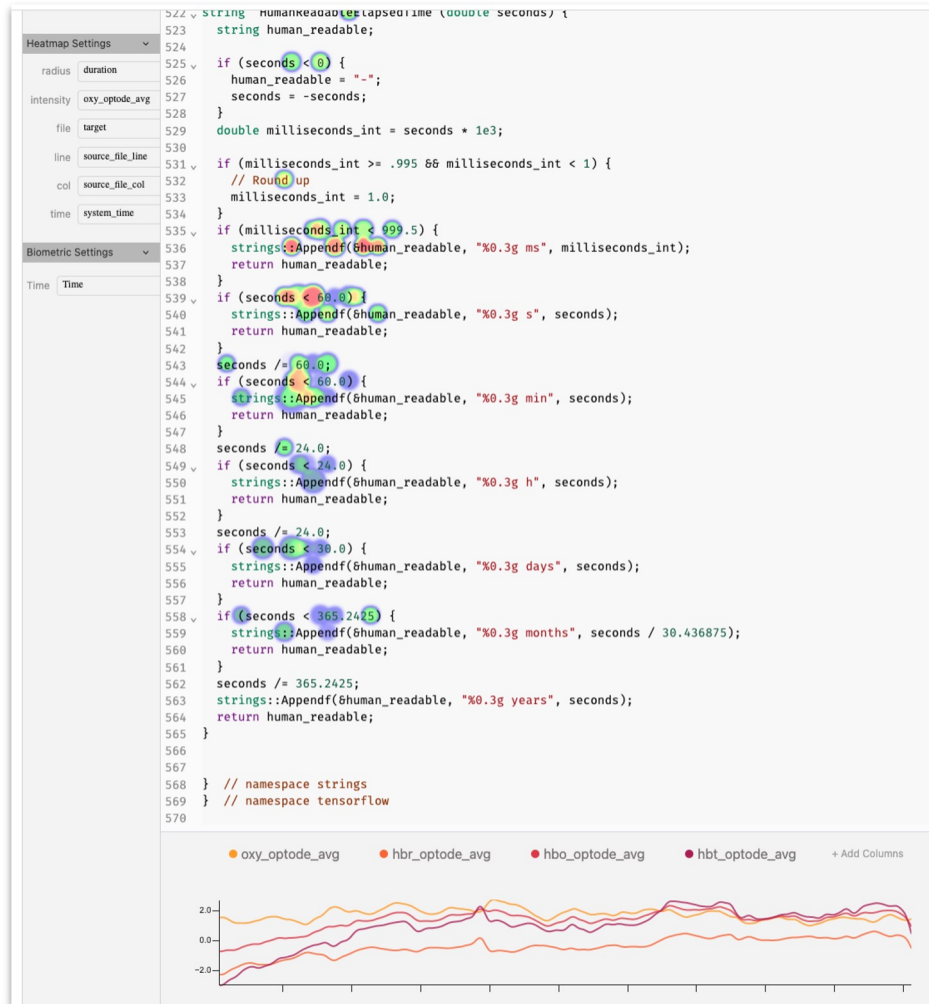 Heatmap Settings
radius duration
intensity oxy_optode_avg
file target
line source_file_line
col source_file_col
time system_time
Biometric Settings
Time Time
522 string HumanReadableElapsedTime (double seconds) {
523 string human_readable;
524
525 if (seconds < 0) {
526 human_readable = "-";
527 seconds = -seconds;
528 }
529 double milliseconds_int = seconds * 1e3;
530
531 if (milliseconds_int >= .995 && milliseconds_int < 1) {
532 // Round up
533 milliseconds_int = 1.0;
534 }
535 if (milliseconds_int < 999.5) {
536 strings::Appendf(&human_readable, "%0.3g ms", milliseconds_int);
537 return human_readable;
538 }
539 if (seconds < 60.0) {
540 strings::Appendf(&human_readable, "%0.3g s", seconds);
541 return human_readable;
542 }
543 seconds /= 60.0;
544 if (seconds < 60.0) {
545 strings::Appendf(&human_readable, "%0.3g min", seconds);
546 return human_readable;
547 }
548 seconds /= 24.0;
549 if (seconds < 24.0) {
550 strings::Appendf(&human_readable, "%0.3g h", seconds);
551 return human_readable;
552 }
553 seconds /= 24.0;
554 if (seconds < 30.0) {
555 strings::Appendf(&human_readable, "%0.3g days", seconds);
556 return human_readable;
557 }
558 if (seconds < 365.2425) {
559 strings::Appendf(&human_readable, "%0.3g months", seconds / 30.436875);
560 return human_readable;
561 }
562 seconds /= 365.2425;
563 strings::Appendf(&human_readable, "%0.3g years", seconds);
564 return human_readable;
565 }
566
567
568 } // namespace strings
569 } // namespace tensorflow
570
oxy_optode_avg hbr_optode_avg hbo_optode_avg hbt_optode_avg + Add Columns
2.0
0.0
-2.0